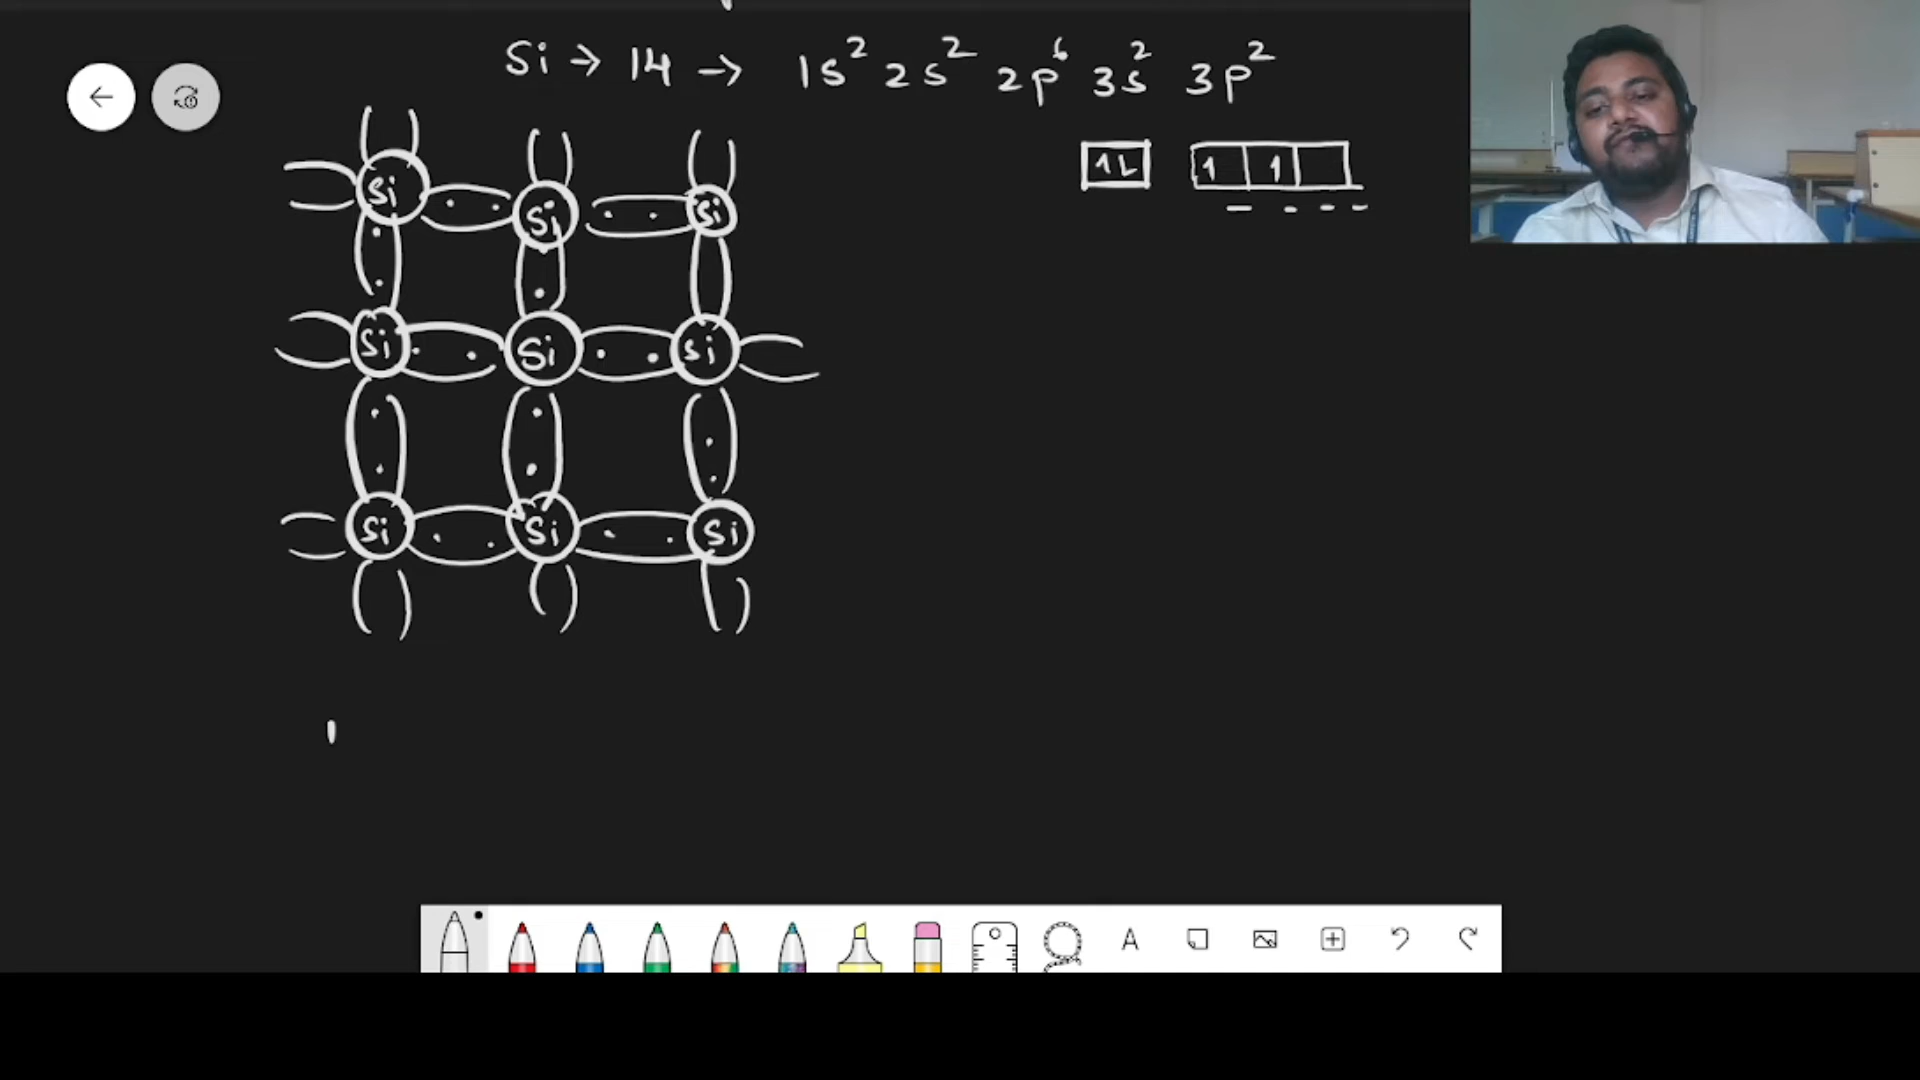 Si → 14 → 1s² 2s² 2p⁶ 3s² 3p²
1L 1 1
Si Si Si
Si Si Si
Si Si Si
A